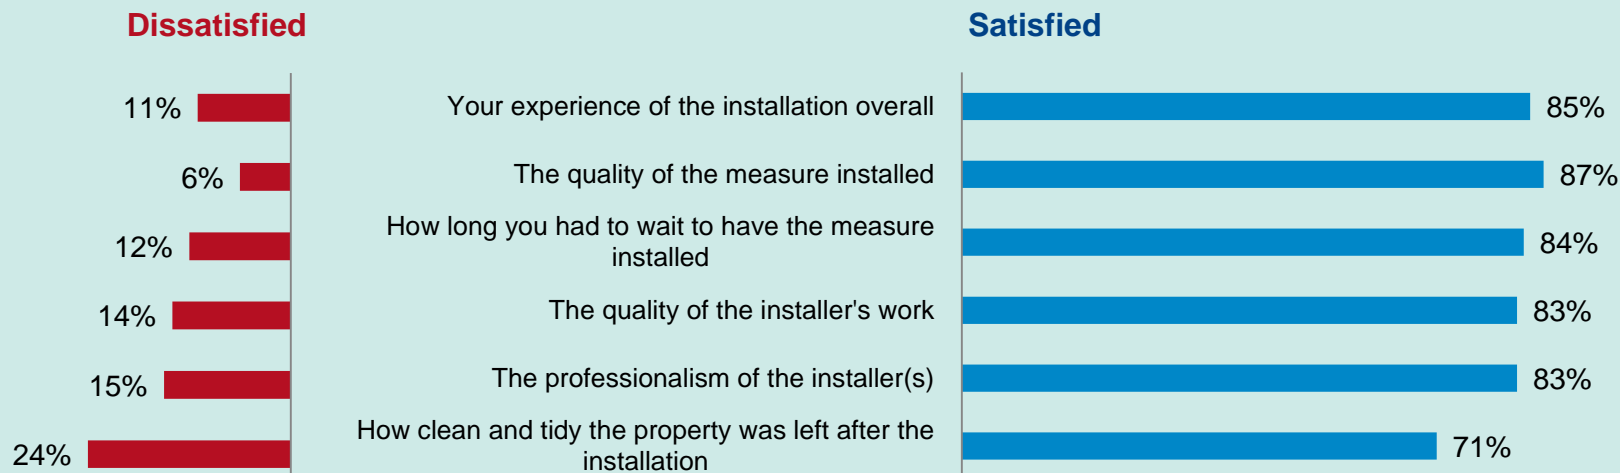 Dissatisfied
Satisfied
11%
Your experience of the installation overall
85%
6%
The quality of the measure installed
87%
12%
How long you had to wait to have the measure
installed
84%
14%
The quality of the installer's work
83%
15%
The professionalism of the installer(s)
83%
24%
How clean and tidy the property was left after the
installation
71%